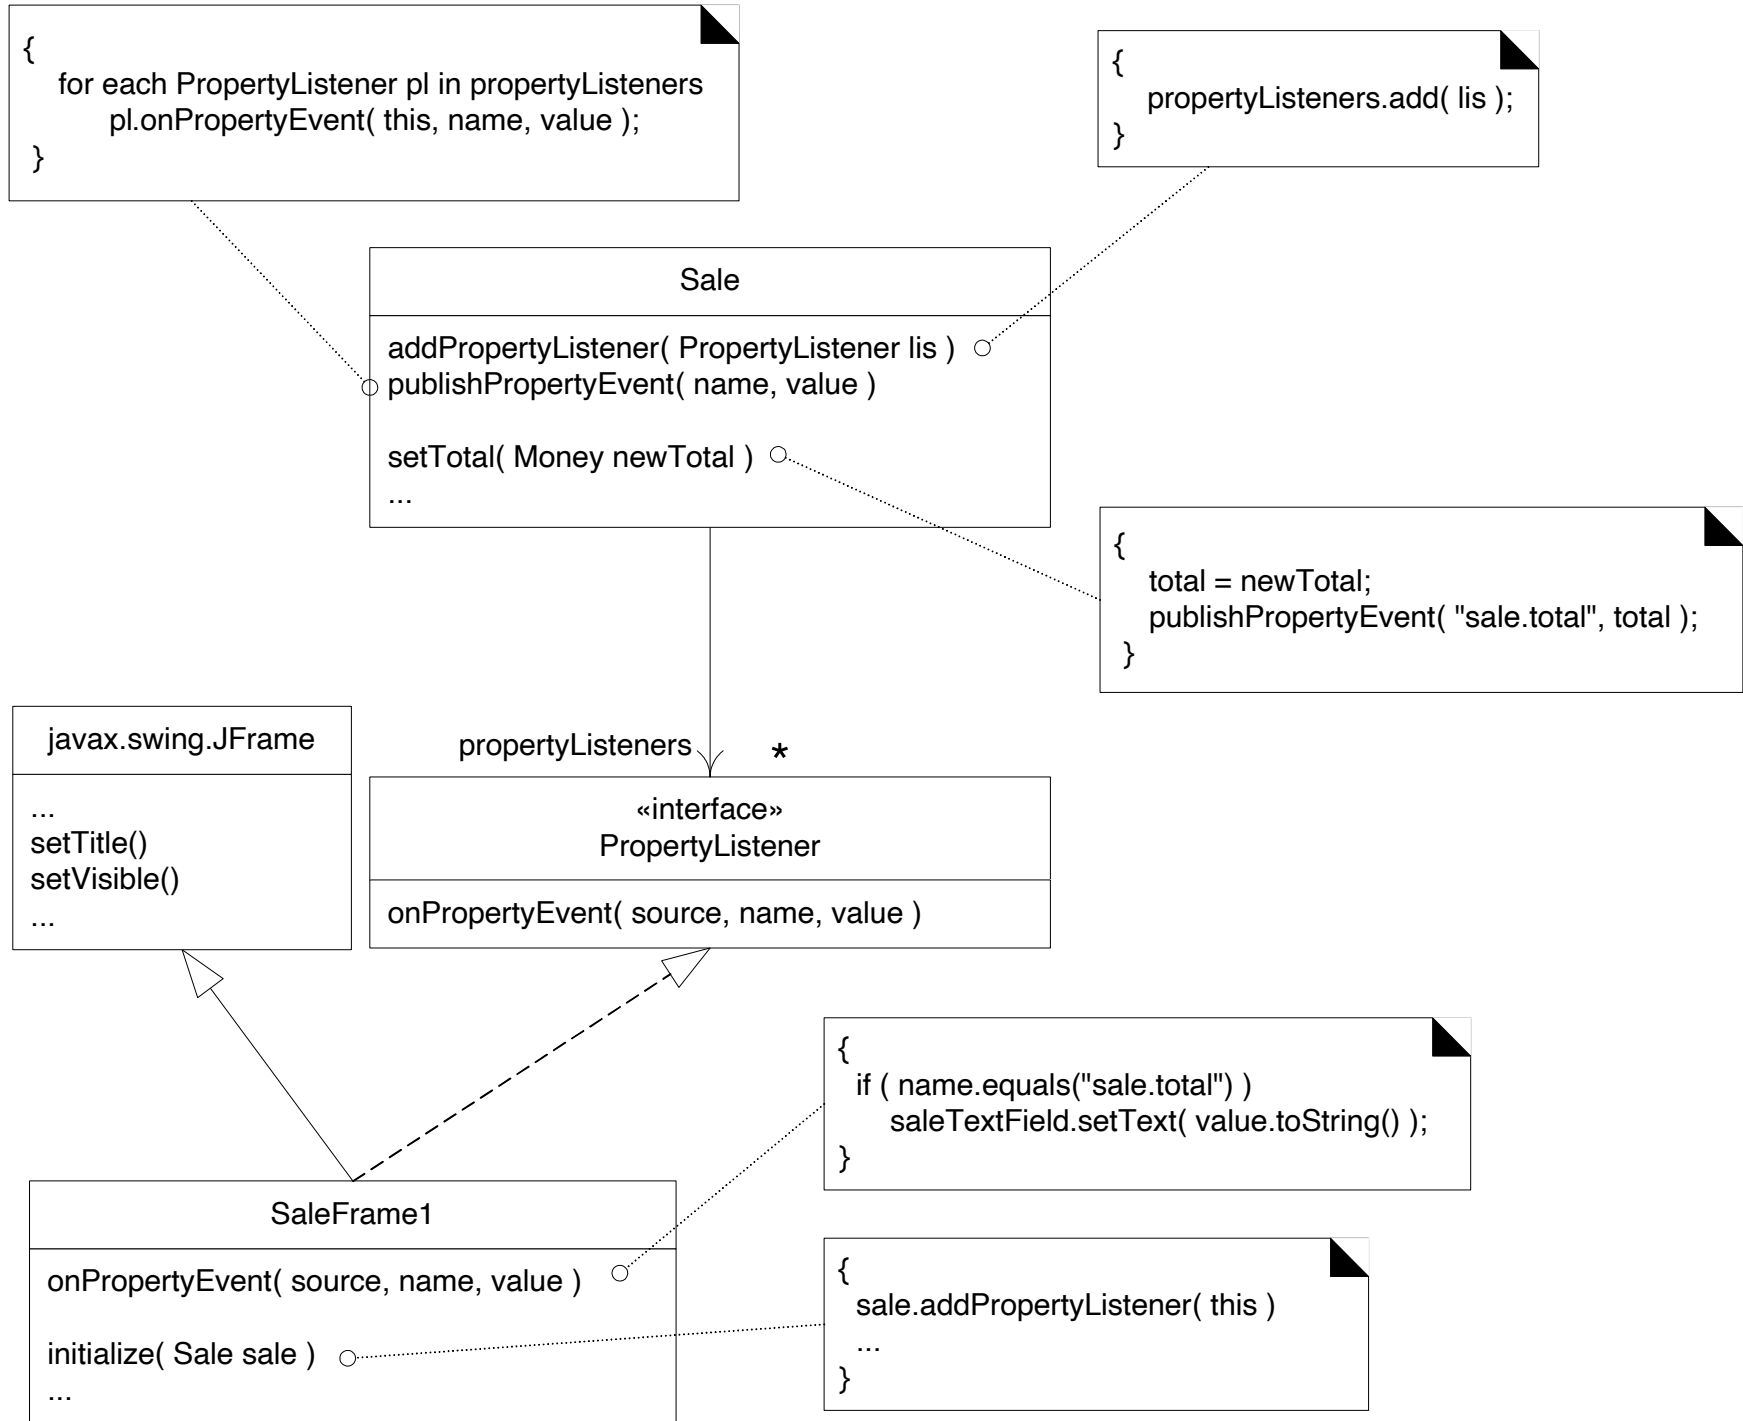 {
for each PropertyListener pl in propertyListeners
pl.onPropertyEvent( this, name, value );
}
{
propertyListeners.add( lis );
}
Sale
addPropertyListener( PropertyListener lis )
publishPropertyEvent( name, value )
setTotal( Money newTotal )
...
{
total = newTotal;
publishPropertyEvent( "sale.total", total );
}
javax.swing.JFrame
...
setTitle()
setVisible()
...
propertyListeners *
«interface»
PropertyListener
onPropertyEvent( source, name, value )
{
if ( name.equals("sale.total") )
saleTextField.setText( value.toString() );
}
SaleFrame1
onPropertyEvent( source, name, value )
initialize( Sale sale )
...
{
sale.addPropertyListener( this )
...
}